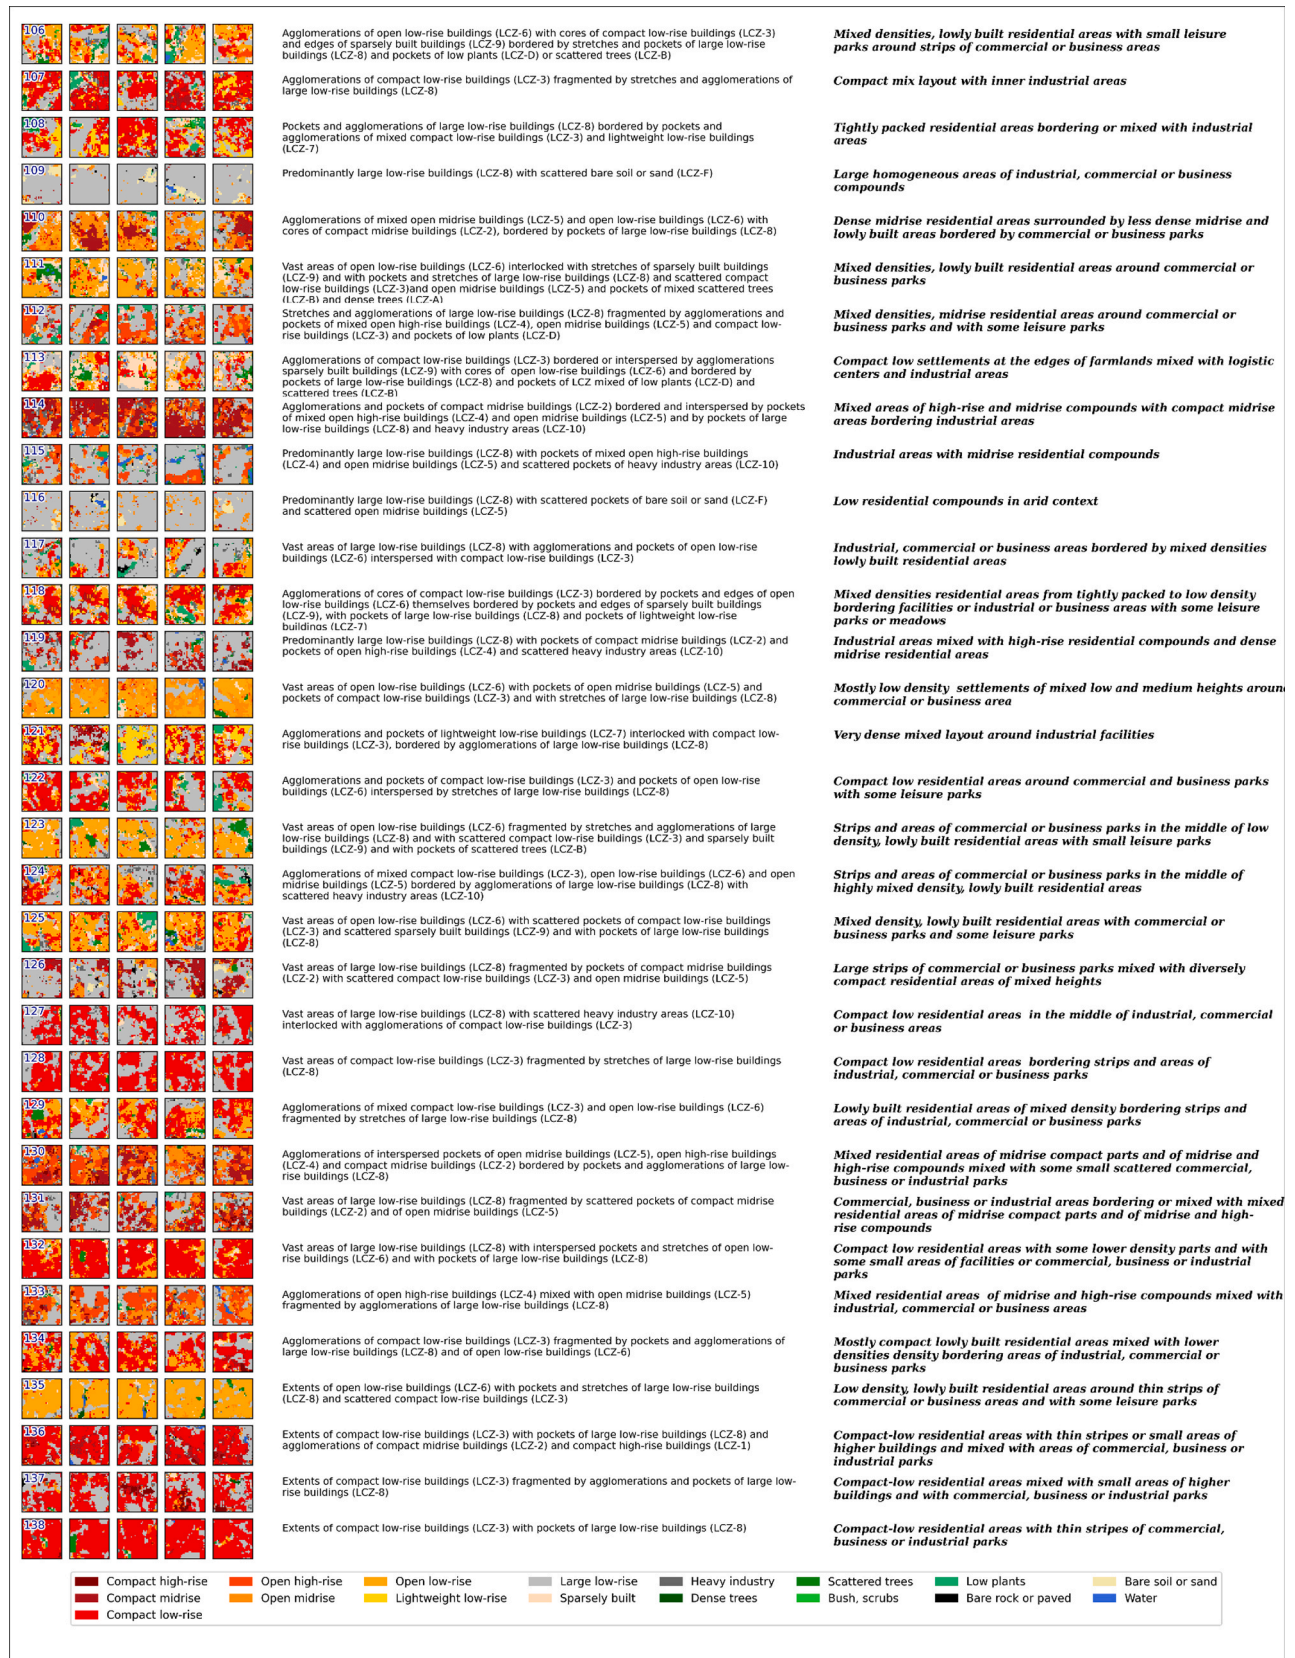 106
Agglomerations of open low-rise buildings (LCZ-6) with cores of compact low-rise buildings (LCZ-3)
and edges of sparsely built buildings (LCZ-9) bordered by stretches and pockets of large low-rise
buildings (LCZ-8) and pockets of low plants (LCZ-D) or scattered trees (LCZ-B)
Mixed densities, lowly built residential areas with small leisure
parks around strips of commercial or business areas
107
Agglomerations of compact low-rise buildings (LCZ-3) fragmented by stretches and agglomerations of
large low-rise buildings (LCZ-8)
Compact mix layout with inner industrial areas
108
Pockets and agglomerations of large low-rise buildings (LCZ-8) bordered by pockets and
agglomerations of mixed compact low-rise buildings (LCZ-3) and lightweight low-rise buildings
(LCZ-7)
Tightly packed residential areas bordering or mixed with industrial
areas
109
Predominantly large low-rise buildings (LCZ-8) with scattered bare soil or sand (LCZ-F)
Large homogeneous areas of industrial, commercial or business
compounds
110
Agglomerations of mixed open midrise buildings (LCZ-5) and open low-rise buildings (LCZ-6) with
cores of compact midrise buildings (LCZ-2), bordered by pockets of large low-rise buildings (LCZ-8)
Dense midrise residential areas surrounded by less dense midrise and
lowly built areas bordered by commercial or business parks
111
Vast areas of open low-rise buildings (LCZ-6) interlocked with stretches of sparsely built buildings
(LCZ-9) and with pockets and stretches of large low-rise buildings (LCZ-8) and scattered compact
low-rise buildings (LCZ-3)and open midrise buildings (LCZ-5) and pockets of mixed scattered trees
(LCZ-B) and dense trees (LCZ-A)
Mixed densities, lowly built residential areas around commercial or
business parks
112
Stretches and agglomerations of large low-rise buildings (LCZ-8) fragmented by agglomerations and
pockets of mixed open high-rise buildings (LCZ-4), open midrise buildings (LCZ-5) and compact low-
rise buildings (LCZ-3) and pockets of low plants (LCZ-D)
Mixed densities, midrise residential areas around commercial or
business parks and with some leisure parks
113
Agglomerations of compact low-rise buildings (LCZ-3) bordered or interspersed by agglomerations
sparsely built buildings (LCZ-9) with cores of  open low-rise buildings (LCZ-6) and bordered by
pockets of large low-rise buildings (LCZ-8) and pockets of LCZ mixed of low plants (LCZ-D) and
scattered trees (LCZ-B)
Compact low settlements at the edges of farmlands mixed with logistic
centers and industrial areas
114
Agglomerations and pockets of compact midrise buildings (LCZ-2) bordered and interspersed by pockets
of mixed open high-rise buildings (LCZ-4) and open midrise buildings (LCZ-5) and by pockets of large
low-rise buildings (LCZ-8) and heavy industry areas (LCZ-10)
Mixed areas of high-rise and midrise compounds with compact midrise
areas bordering industrial areas
115
Predominantly large low-rise buildings (LCZ-8) with pockets of mixed open high-rise buildings
(LCZ-4) and open midrise buildings (LCZ-5) and scattered pockets of heavy industry areas (LCZ-10)
Industrial areas with midrise residential compounds
116
Predominantly large low-rise buildings (LCZ-8) with scattered pockets of bare soil or sand (LCZ-F)
and scattered open midrise buildings (LCZ-5)
Low residential compounds in arid context
117
Vast areas of large low-rise buildings (LCZ-8) with agglomerations and pockets of open low-rise
buildings (LCZ-6) interspersed with compact (LCZ-3)
Industrial, commercial or business areas bordered by mixed densities
lowly built residential areas
118
Agglomerations of cores of compact low-rise buildings (LCZ-3) bordered by pockets and edges of open
low-rise buildings (LCZ-6) themselves bordered by pockets and edges of sparsely built buildings
(LCZ-9), with pockets of large low-rise buildings (LCZ-8) and pockets of lightweight low-rise
buildings (LCZ-7)
Mixed densities residential areas from tightly packed to low density
bordering facilities or industrial or business areas with some leisure
parks or meadows
119
Predominantly large low-rise buildings (LCZ-8) with pockets of compact midrise buildings (LCZ-2) and
pockets of open high-rise buildings (LCZ-4) and scattered heavy industry areas (LCZ-10)
Industrial areas mixed with high-rise residential compounds and dense
midrise residential areas
120
Vast areas of open low-rise buildings (LCZ-6) with pockets of open midrise buildings (LCZ-5) and
pockets of compact low-rise buildings (LCZ-3) and with stretches of large low-rise buildings (LCZ-8)
Mostly low density  settlements of mixed low and medium heights aroun
commercial or business area
121
Agglomerations and pockets of lightweight low-rise buildings (LCZ-7) interlocked with compact low-
rise buildings (LCZ-3), bordered by agglomerations of large low-rise buildings (LCZ-8)
Very dense mixed layout around industrial facilities
122
Agglomerations and pockets of compact low-rise buildings (LCZ-3) and pockets of open low-rise
buildings (LCZ-6) interspersed by stretches of large low-rise buildings (LCZ-8)
Compact low residential areas around commercial and business parks
with some leisure parks
123
Vast areas of open low-rise buildings (LCZ-6) fragmented by stretches and agglomerations of large
low-rise buildings (LCZ-8) and with scattered compact low-rise buildings (LCZ-3) and sparsely built
buildings (LCZ-9) and with pockets of scattered trees (LCZ-B)
Strips and areas of commercial or business parks in the middle of low
density, lowly built residential areas with small leisure parks
124
Agglomerations of mixed compact low-rise buildings (LCZ-3), open low-rise buildings (LCZ-6) and open
midrise buildings (LCZ-5) bordered by agglomerations of large low-rise buildings (LCZ-8) with
scattered heavy industry areas (LCZ-10)
Strips and areas of commercial or business parks in the middle of
highly mixed density, lowly built residential areas
125
Vast areas of open low-rise buildings (LCZ-6) with scattered pockets of compact low-rise buildings
(LCZ-3) and scattered sparsely built buildings (LCZ-9) and with pockets of large low-rise buildings
(LCZ-8)
Mixed density, lowly built residential areas with commercial or
business parks and some leisure parks
126
Vast areas of large low-rise buildings (LCZ-8) fragmented by pockets of compact midrise buildings
(LCZ-2) with scattered compact low-rise buildings (LCZ-3) and open midrise buildings (LCZ-5)
Large strips of commercial or business parks mixed with diversely
compact residential areas of mixed heights
127
Vast areas of large low-rise buildings (LCZ-8) with scattered heavy industry areas (LCZ-10)
interlocked with agglomerations of compact low-rise buildings (LCZ-3)
Compact low residential areas  in the middle of industrial, commercial
or business areas
128
Vast areas of compact low-rise buildings (LCZ-3) fragmented by stretches of large low-rise buildings
(LCZ-8)
Compact low residential areas  bordering strips and areas of
industrial, commercial or business parks
129
Agglomerations of mixed compact low-rise buildings (LCZ-3) and open low-rise buildings (LCZ-6)
fragmented by stretches of large low-rise buildings (LCZ-8)
Lowly built residential areas of mixed density bordering strips and
areas of industrial, commercial or business parks
130
Agglomerations of interspersed pockets of open midrise buildings (LCZ-5), open high-rise buildings
(LCZ-4) and compact midrise buildings (LCZ-2) bordered by pockets and agglomerations of large low-
rise buildings (LCZ-8)
Mixed residential areas of midrise compact parts and of midrise and
high-rise compounds mixed with some small scattered commercial,
business or industrial parks
131
Vast areas of large low-rise buildings (LCZ-8) fragmented by scattered pockets of compact midrise
buildings (LCZ-2) and of open midrise buildings (LCZ-5)
Commercial, business or industrial areas bordering or mixed with mixed
residential areas of midrise compact parts and of midrise and high-
rise compounds
132
Vast areas of large low-rise buildings (LCZ-8) with interspersed pockets and stretches of open low-
rise buildings (LCZ-6) and with pockets of large low-rise buildings (LCZ-8)
Compact low residential areas with some lower density parts and with
some small areas of facilities or commercial, business or industrial
parks
133
Agglomerations of open high-rise buildings (LCZ-4) mixed with open midrise buildings (LCZ-5)
fragmented by agglomerations of large low-rise buildings (LCZ-8)
Mixed residential areas  of midrise and high-rise compounds mixed with
industrial, commercial or business areas
134
Agglomerations of compact low-rise buildings (LCZ-3) fragmented by pockets and agglomerations of
large low-rise buildings (LCZ-8) and of open low-rise buildings (LCZ-6)
Mostly compact lowly built residential areas mixed with lower
densities density bordering areas of industrial, commercial or
business parks
135
Extents of open low-rise buildings (LCZ-6) with pockets and stretches of large low-rise buildings
(LCZ-8) and scattered compact low-rise buildings (LCZ-3)
Low density, lowly built residential areas around thin strips of
commercial or business areas and with some leisure parks
136
Extents of compact low-rise buildings (LCZ-3) with pockets of large low-rise buildings (LCZ-8) and
agglomerations of compact midrise buildings (LCZ-2) and compact high-rise buildings (LCZ-1)
Compact-low residential areas with thin stripes or small areas of
higher buildings and mixed with areas of commercial, business or
industrial parks
137
Extents of compact low-rise buildings (LCZ-3) fragmented by agglomerations and pockets of large low-
rise buildings (LCZ-8)
Compact-low residential areas mixed with small areas of higher
buildings and with commercial, business or industrial parks
138
Extents of compact low-rise buildings (LCZ-3) with pockets of large low-rise buildings (LCZ-8)
Compact-low residential areas with thin stripes of commercial,
business or industrial parks
Compact high-rise Open high-rise Open low-rise Large low-rise Heavy industry Scattered trees Low plants Bare soil or sand
Compact midrise Open midrise Lightweight low-rise Sparsely built Dense trees Bush, scrubs Bare rock or paved Water
Compact low-rise